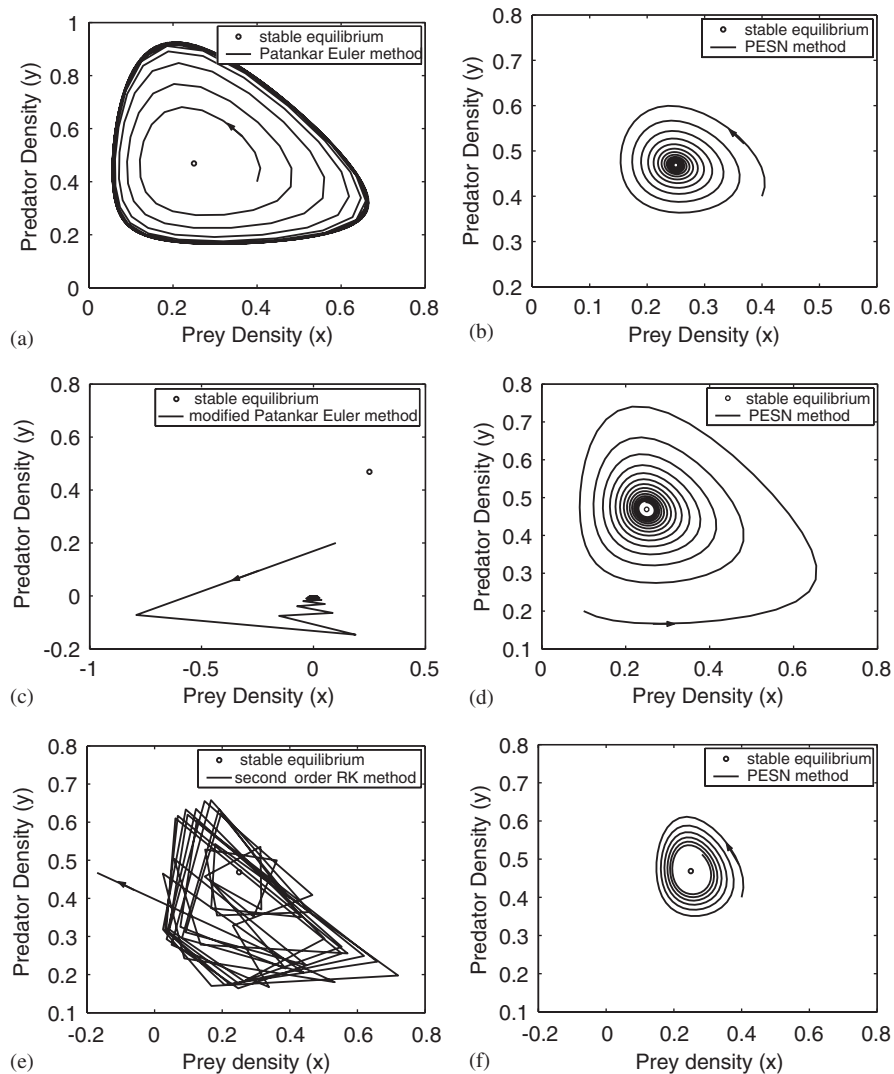 stable equilibrium
Patankar Euler method
Predator Density (y)
1
0.8
0.6
0.4
0.2
0
0
0.2
0.4
0.6
0.8
Prey Density (x)
(a)
stable equilibrium
PESN method
Predator Density (y)
0.8
0.7
0.6
0.5
0.4
0.3
0.2
0
0.1
0.2
0.3
0.4
0.5
0.6
Prey Density (x)
(b)
stable equilibrium
modified Patankar Euler method
Predator Density (y)
0.8
0.6
0.4
0.2
0
-0.2
-1
-0.5
0
0.5
Prey Density (x)
(c)
stable equilibrium
PESN method
Predator Density (y)
0.8
0.7
0.6
0.5
0.4
0.3
0.2
0.1
0
0.2
0.4
0.6
0.8
Prey Density (x)
(d)
stable equilibrium
second order RK method
Predator Density (y)
0.8
0.7
0.6
0.5
0.4
0.3
0.2
0.1
-0.2
0
0.2
0.4
0.6
0.8
Prey density (x)
(e)
stable equilibrium
PESN method
Predator Density (y)
0.8
0.7
0.6
0.5
0.4
0.3
0.2
0.1
-0.2
0
0.2
0.4
0.6
0.8
Prey density (x)
(f)